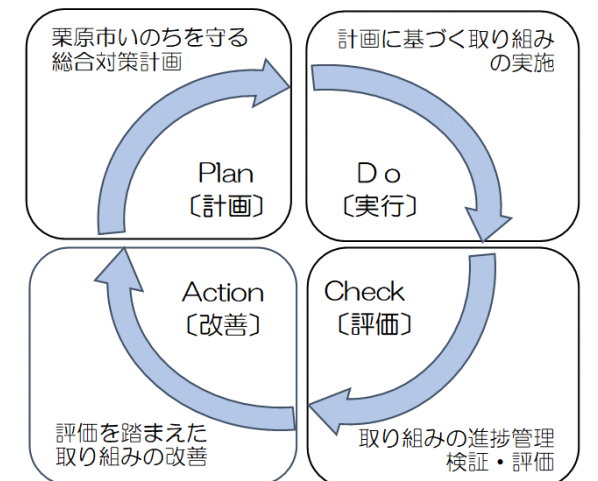 栗原市いのちを守る
総合対策計画
Plan
〔計画〕
計画に基づく取り組み
の実施
Do
〔実行〕
Action
〔改善〕
評価を踏まえた
取り組みの改善
Check
〔評価〕
取り組みの進捗管理
検証・評価